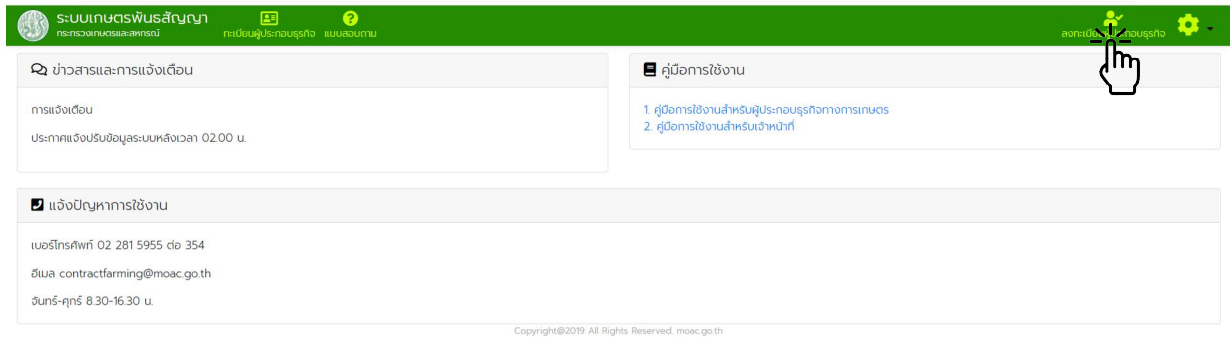 ระบบเกษตรพันธสัญญา
กระทรวงเกษตรและสหกรณ์
ทะเบียนผู้ประกอบธุรกิจ
แบบสอบถาม
ลงทะเบียนผู้ประกอบธุรกิจ
ข่าวสารและการแจ้งเตือน
การแจ้งเตือน
ประกาศแจ้งปรับข้อมูลระบบหลังเวลา 02.00 น.
คู่มือการใช้งาน
1. คู่มือการใช้งานสำหรับผู้ประกอบธุรกิจทางการเกษตร
2. คู่มือการใช้งานสำหรับเจ้าหน้าที่
แจ้งปัญหาการใช้งาน
เบอร์โทรศัพท์ 02 281 5955 ต่อ 354
อีเมล contractfarming@moac.go.th
จันทร์-ศุกร์ 8.30-16.30 น.
Copyright@2019 All Rights Reserved. moac.go.th